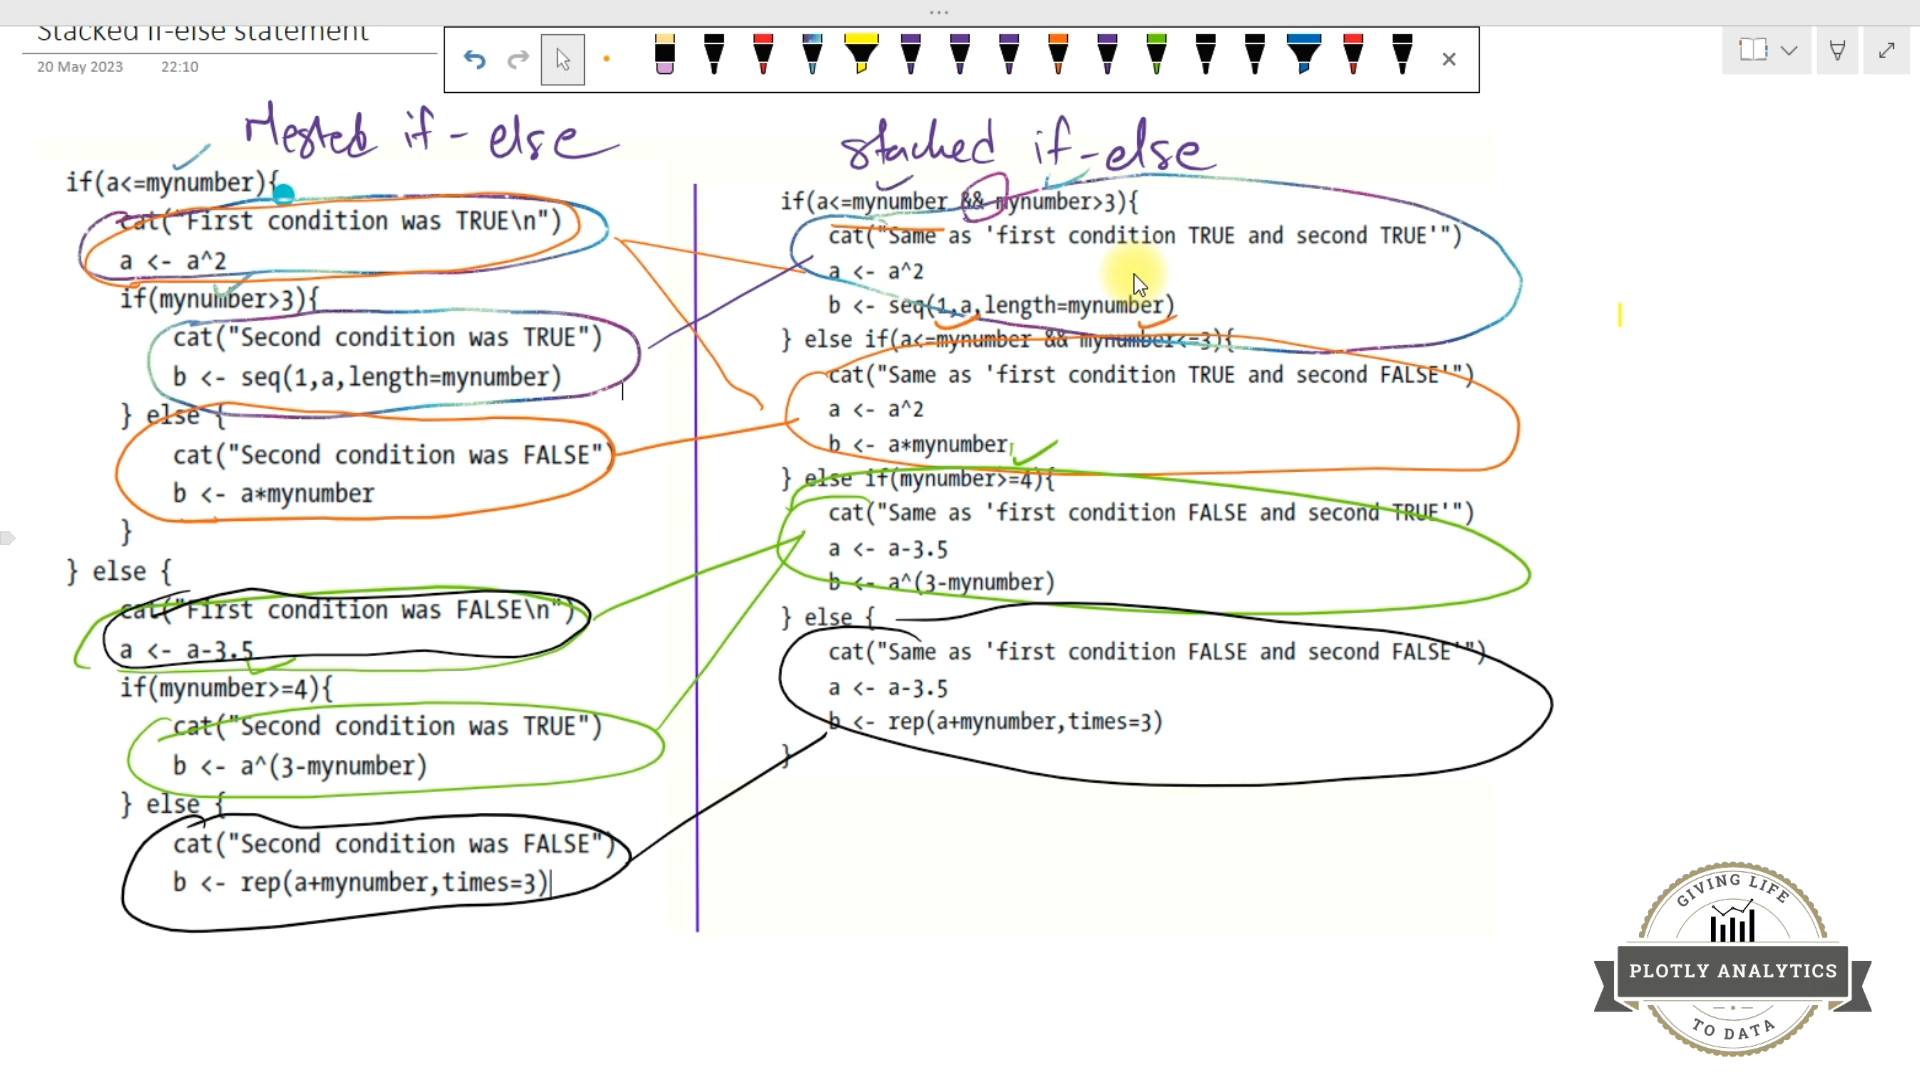 Stacked if-else statement
20 May 2023 22:10
Nested if - else
if(a<=mynumber){
cat("First condition was TRUE\n")
a <- a^2
if(mynumber>3){
cat("Second condition was TRUE")
b <- seq(1,a,length=mynumber)
} else {
cat("Second condition was FALSE")
b <- a*mynumber
}
} else {
cat("First condition was FALSE\n")
a <- a-3.5
if(mynumber>=4){
cat("Second condition was TRUE")
b <- a^(3-mynumber)
} else {
cat("Second condition was FALSE")
b <- rep(a+mynumber,times=3)
stacked if-else
if(a<=mynumber && mynumber>3){
cat("Same as 'first condition TRUE and second TRUE'")
a <- a^2
b <- seq(1,a,length=mynumber)
} else if(a<=mynumber && mynumber<=3){
cat("Same as 'first condition TRUE and second FALSE'")
a <- a^2
b <- a*mynumber
} else if(mynumber>=4){
cat("Same as 'first condition FALSE and second TRUE'")
a <- a-3.5
b <- a^(3-mynumber)
} else {
cat("Same as 'first condition FALSE and second FALSE'")
a <- a-3.5
b <- rep(a+mynumber,times=3)
}
GIVING LIFE
PLOTLY ANALYTICS
TO DATA